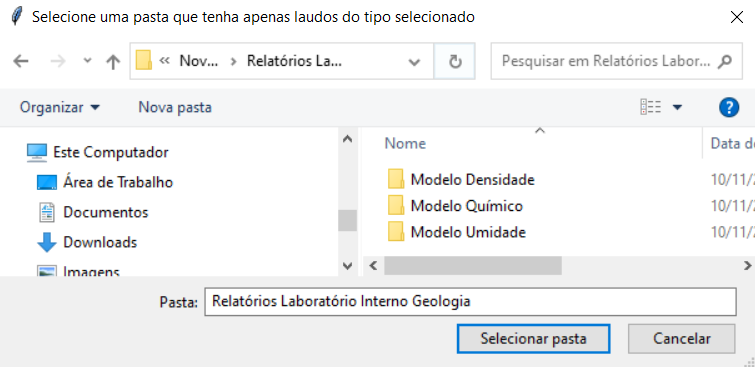 Selecione uma pasta que tenha apenas laudos do tipo selecionado
« Nov... > Relatórios La...
Pesquisar em Relatórios Labor...
Organizar
Nova pasta
?
Este Computador
Área de Trabalho
Documentos
Downloads
Imagens
Nome
Data d
Modelo Densidade
10/11/2
Modelo Químico
10/11/2
Modelo Umidade
10/11/2
Pasta:
Relatórios Laboratório Interno Geologia
Selecionar pasta
Cancelar